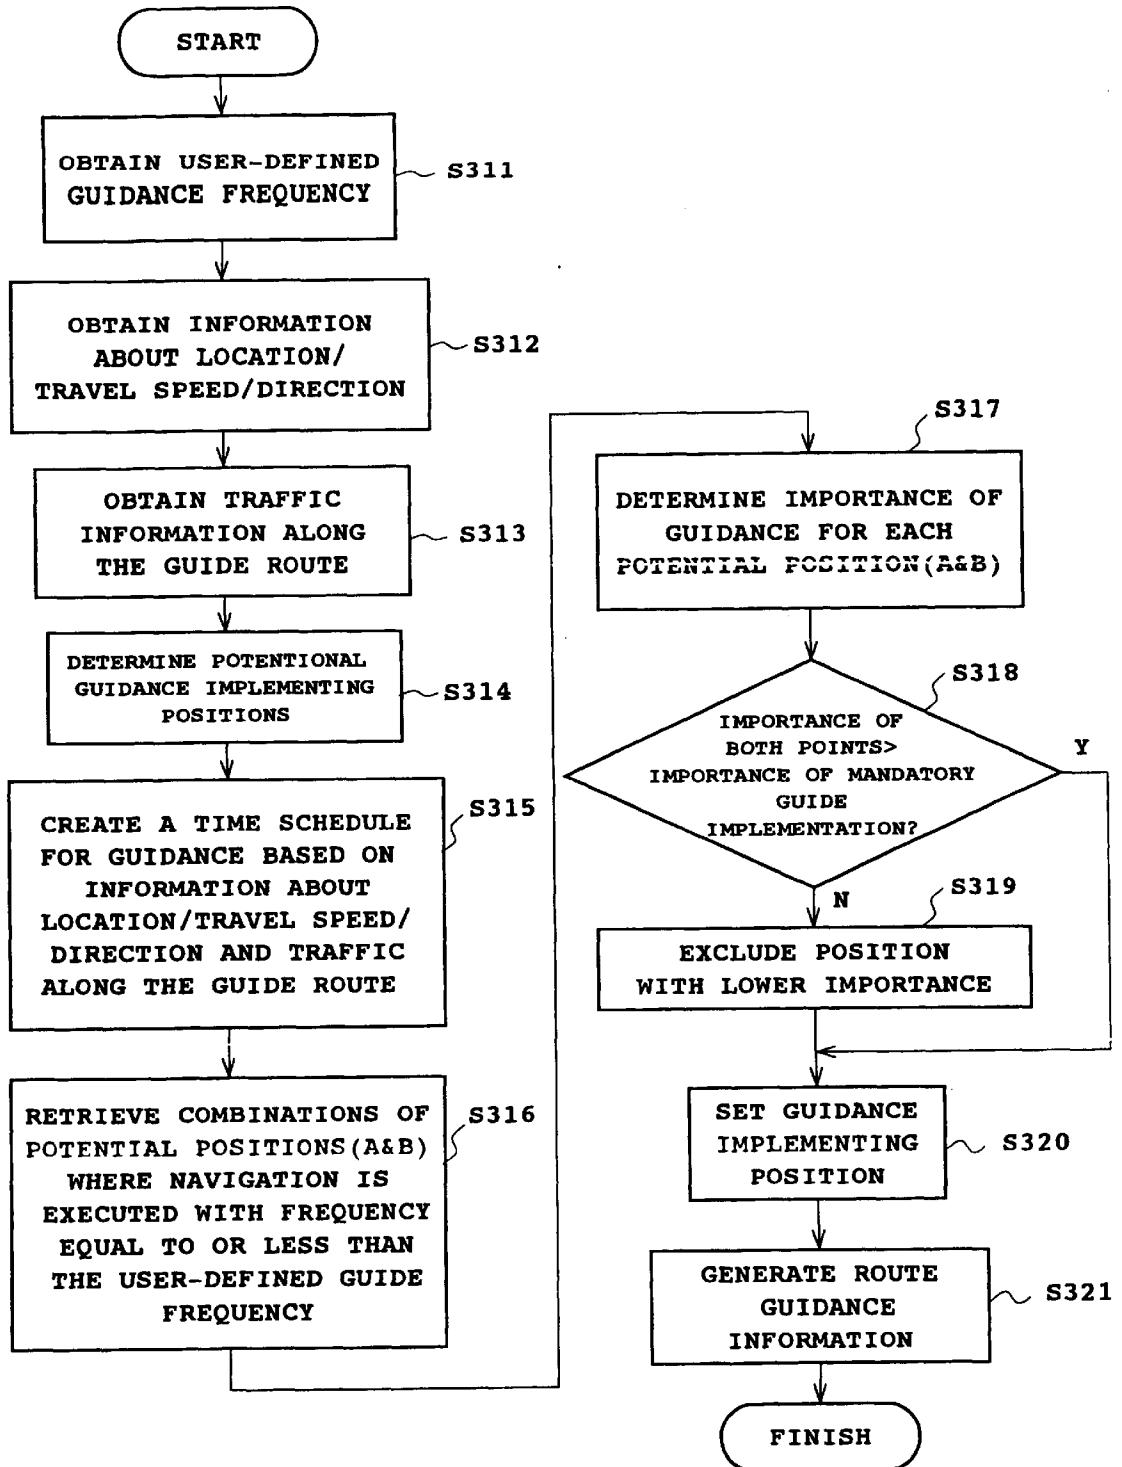 START
OBTAIN USER-DEFINED
GUIDANCE FREQUENCY
S311
OBTAIN INFORMATION
ABOUT LOCATION/
TRAVEL SPEED/DIRECTION
S312
OBTAIN TRAFFIC
INFORMATION ALONG
THE GUIDE ROUTE
S313
DETERMINE POTENTIONAL
GUIDANCE IMPLEMENTING
POSITIONS
S314
CREATE A TIME SCHEDULE
FOR GUIDANCE BASED ON
INFORMATION ABOUT
LOCATION/TRAVEL SPEED/
DIRECTION AND TRAFFIC
ALONG THE GUIDE ROUTE
S315
RETRIEVE COMBINATIONS OF
POTENTIAL POSITIONS(A&B)
WHERE NAVIGATION IS
EXECUTED WITH FREQUENCY
EQUAL TO OR LESS THAN
THE USER-DEFINED GUIDE
FREQUENCY
S316
S317
DETERMINE IMPORTANCE OF
GUIDANCE FOR EACH
POTENTIAL POSITION(A&B)
S318
IMPORTANCE OF
BOTH POINTS>
IMPORTANCE OF MANDATORY
GUIDE
IMPLEMENTATION?
Y
N
S319
EXCLUDE POSITION
WITH LOWER IMPORTANCE
SET GUIDANCE
IMPLEMENTING
POSITION
S320
GENERATE ROUTE
GUIDANCE
INFORMATION
S321
FINISH